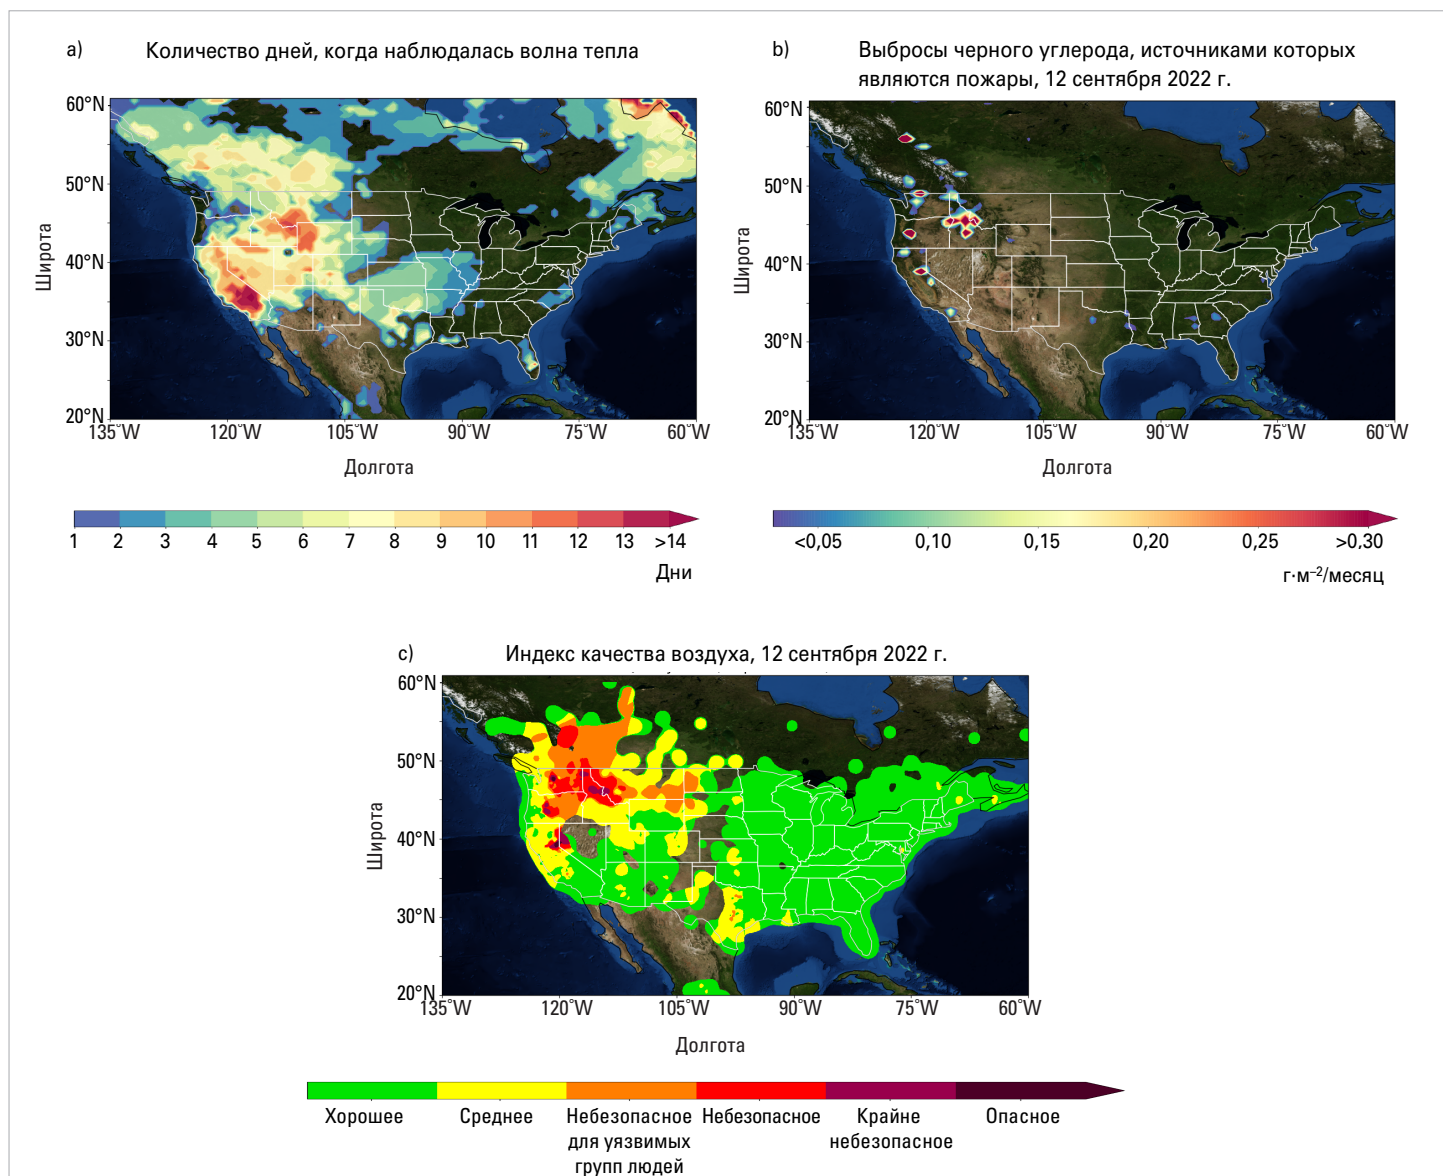 a)
Количество дней, когда наблюдалась волна тепла
60°N
50°N
40°N
30°N
20°N
Широта
135°W 120°W 105°W 90°W 75°W 60°W
Долгота
1 2 3 4 5 6 7 8 9 10 11 12 13 >14
Дни
b)
Выбросы черного углерода, источниками которых
являются пожары, 12 сентября 2022 г.
60°N
50°N
40°N
30°N
20°N
Широта
135°W 120°W 105°W 90°W 75°W 60°W
Долгота
<0,05 0,10 0,15 0,20 0,25 >0,30
г·м⁻²/месяц
c)
Индекс качества воздуха, 12 сентября 2022 г.
60°N
50°N
40°N
30°N
20°N
Широта
135°W 120°W 105°W 90°W 75°W 60°W
Долгота
Хорошее Среднее Небезопасное Небезопасное Крайне Опасное
для уязвимых небезопасное
групп людей